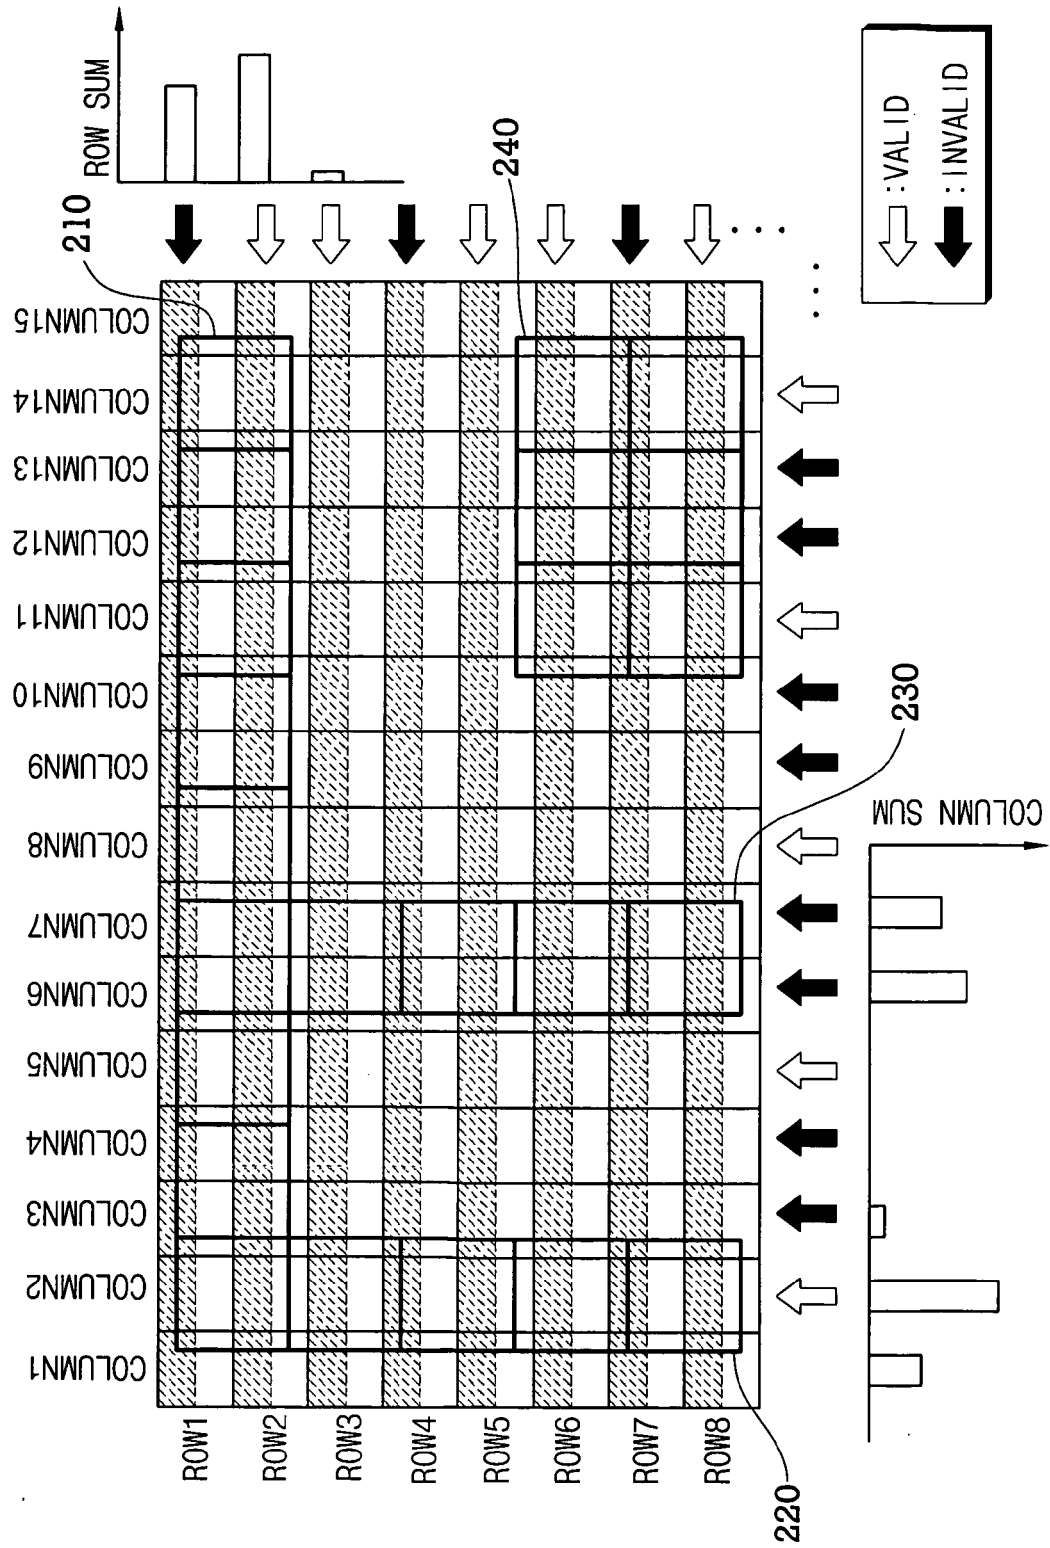 ROW SUM
210
240
:VALID
:INVALID
COLUMN15
COLUMN14
COLUMN13
COLUMN12
COLUMN11
COLUMN10
COLUMN9
COLUMN8
COLUMN7
COLUMN6
COLUMN5
COLUMN4
COLUMN3
COLUMN2
COLUMN1
230
COLUMN SUM
ROW1
ROW2
ROW3
ROW4
ROW5
ROW6
ROW7
ROW8
220